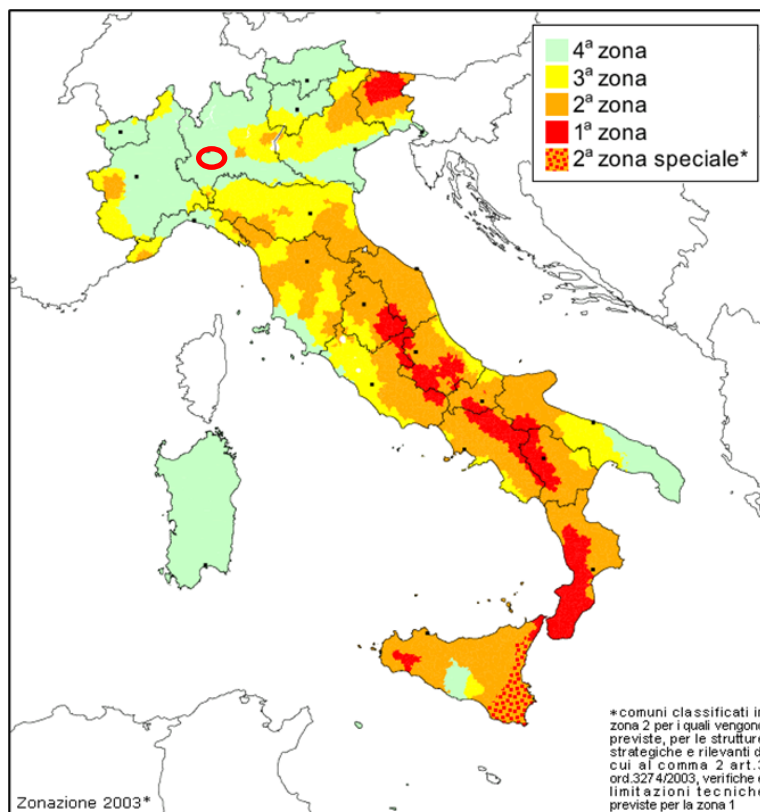 4ª zona
3ª zona
2ª zona
1ª zona
2ª zona speciale*
*comuni classificati in
zona 2 per i quali vengono
previste, per le strutture
strategiche e rilevanti di
cui al comma 2 art.3
ord.3274/2003, verifiche e
limitazioni tecniche
previste per la zona 1
Zonazione 2003*